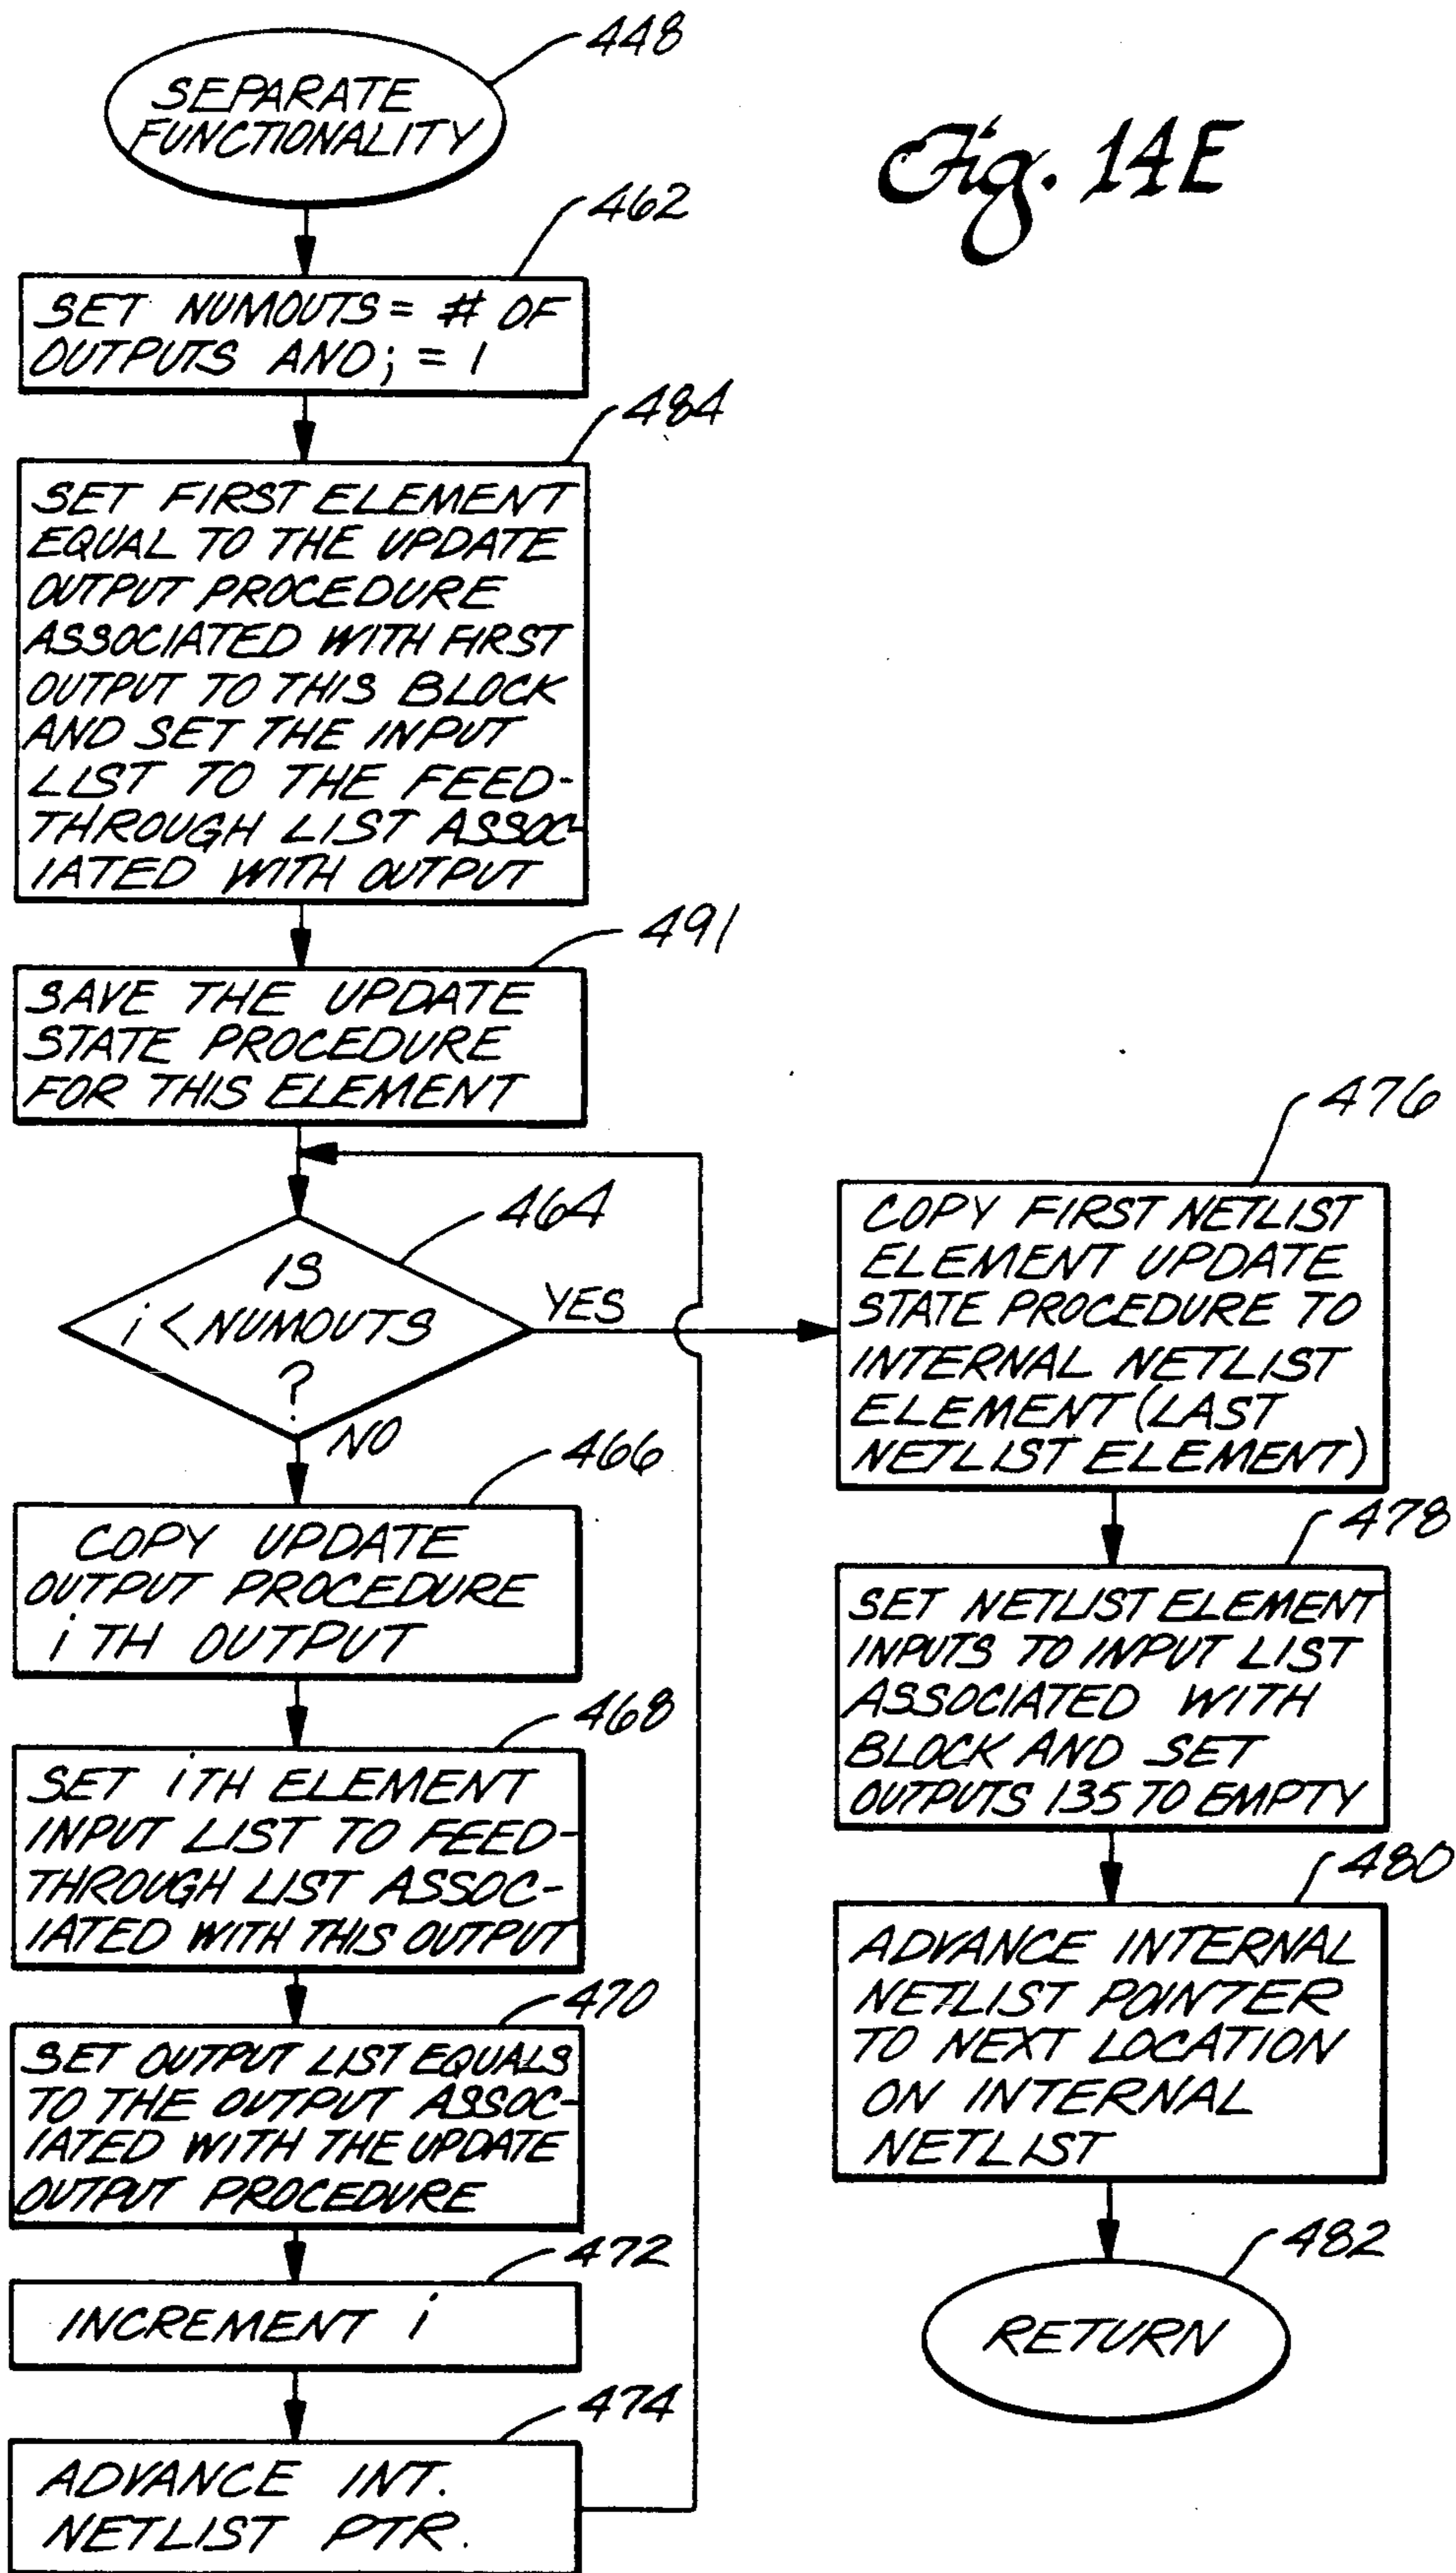 448
SEPARATE
FUNCTIONALITY
Fig. 14E
462
SET NUMOUTS = # OF
OUTPUTS AND ; = 1
484
SET FIRST ELEMENT
EQUAL TO THE UPDATE
OUTPUT PROCEDURE
ASSOCIATED WITH FIRST
OUTPUT TO THIS BLOCK
AND SET THE INPUT
LIST TO THE FEED-
THROUGH LIST ASSOC-
IATED WITH OUTPUT
491
SAVE THE UPDATE
STATE PROCEDURE
FOR THIS ELEMENT
464
IS
i < NUMOUTS
?
YES
NO
466
COPY UPDATE
OUTPUT PROCEDURE
i TH OUTPUT
468
SET iTH ELEMENT
INPUT LIST TO FEED-
THROUGH LIST ASSOC-
IATED WITH THIS OUTPUT
470
SET OUTPUT LIST EQUALS
TO THE OUTPUT ASSOC-
IATED WITH THE UPDATE
OUTPUT PROCEDURE
472
INCREMENT i
474
ADVANCE INT.
NETLIST PTR.
476
COPY FIRST NETLIST
ELEMENT UPDATE
STATE PROCEDURE TO
INTERNAL NETLIST
ELEMENT (LAST
NETLIST ELEMENT)
478
SET NETLIST ELEMENT
INPUTS TO INPUT LIST
ASSOCIATED WITH
BLOCK AND SET
OUTPUTS 135 TO EMPTY
480
ADVANCE INTERNAL
NETLIST POINTER
TO NEXT LOCATION
ON INTERNAL
NETLIST
482
RETURN